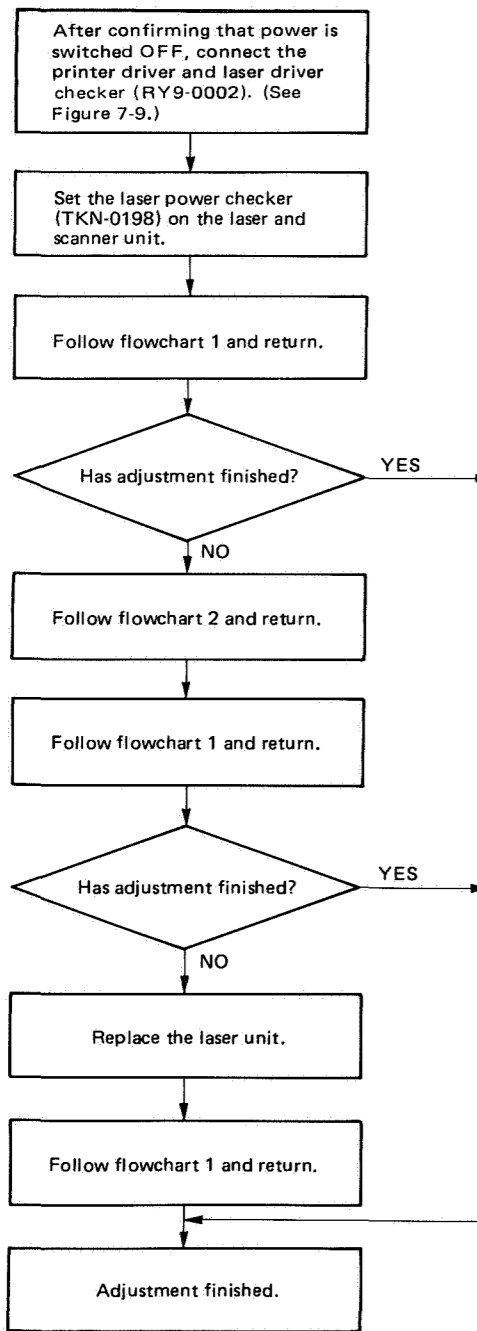 After confirming that power is
switched OFF, connect the
printer driver and laser driver
checker (RY9-0002). (See
Figure 7-9.)
Set the laser power checker
(TKN-0198) on the laser and
scanner unit.
Follow flowchart 1 and return.
Has adjustment finished?
YES
NO
Follow flowchart 2 and return.
Follow flowchart 1 and return.
Has adjustment finished?
YES
NO
Replace the laser unit.
Follow flowchart 1 and return.
Adjustment finished.